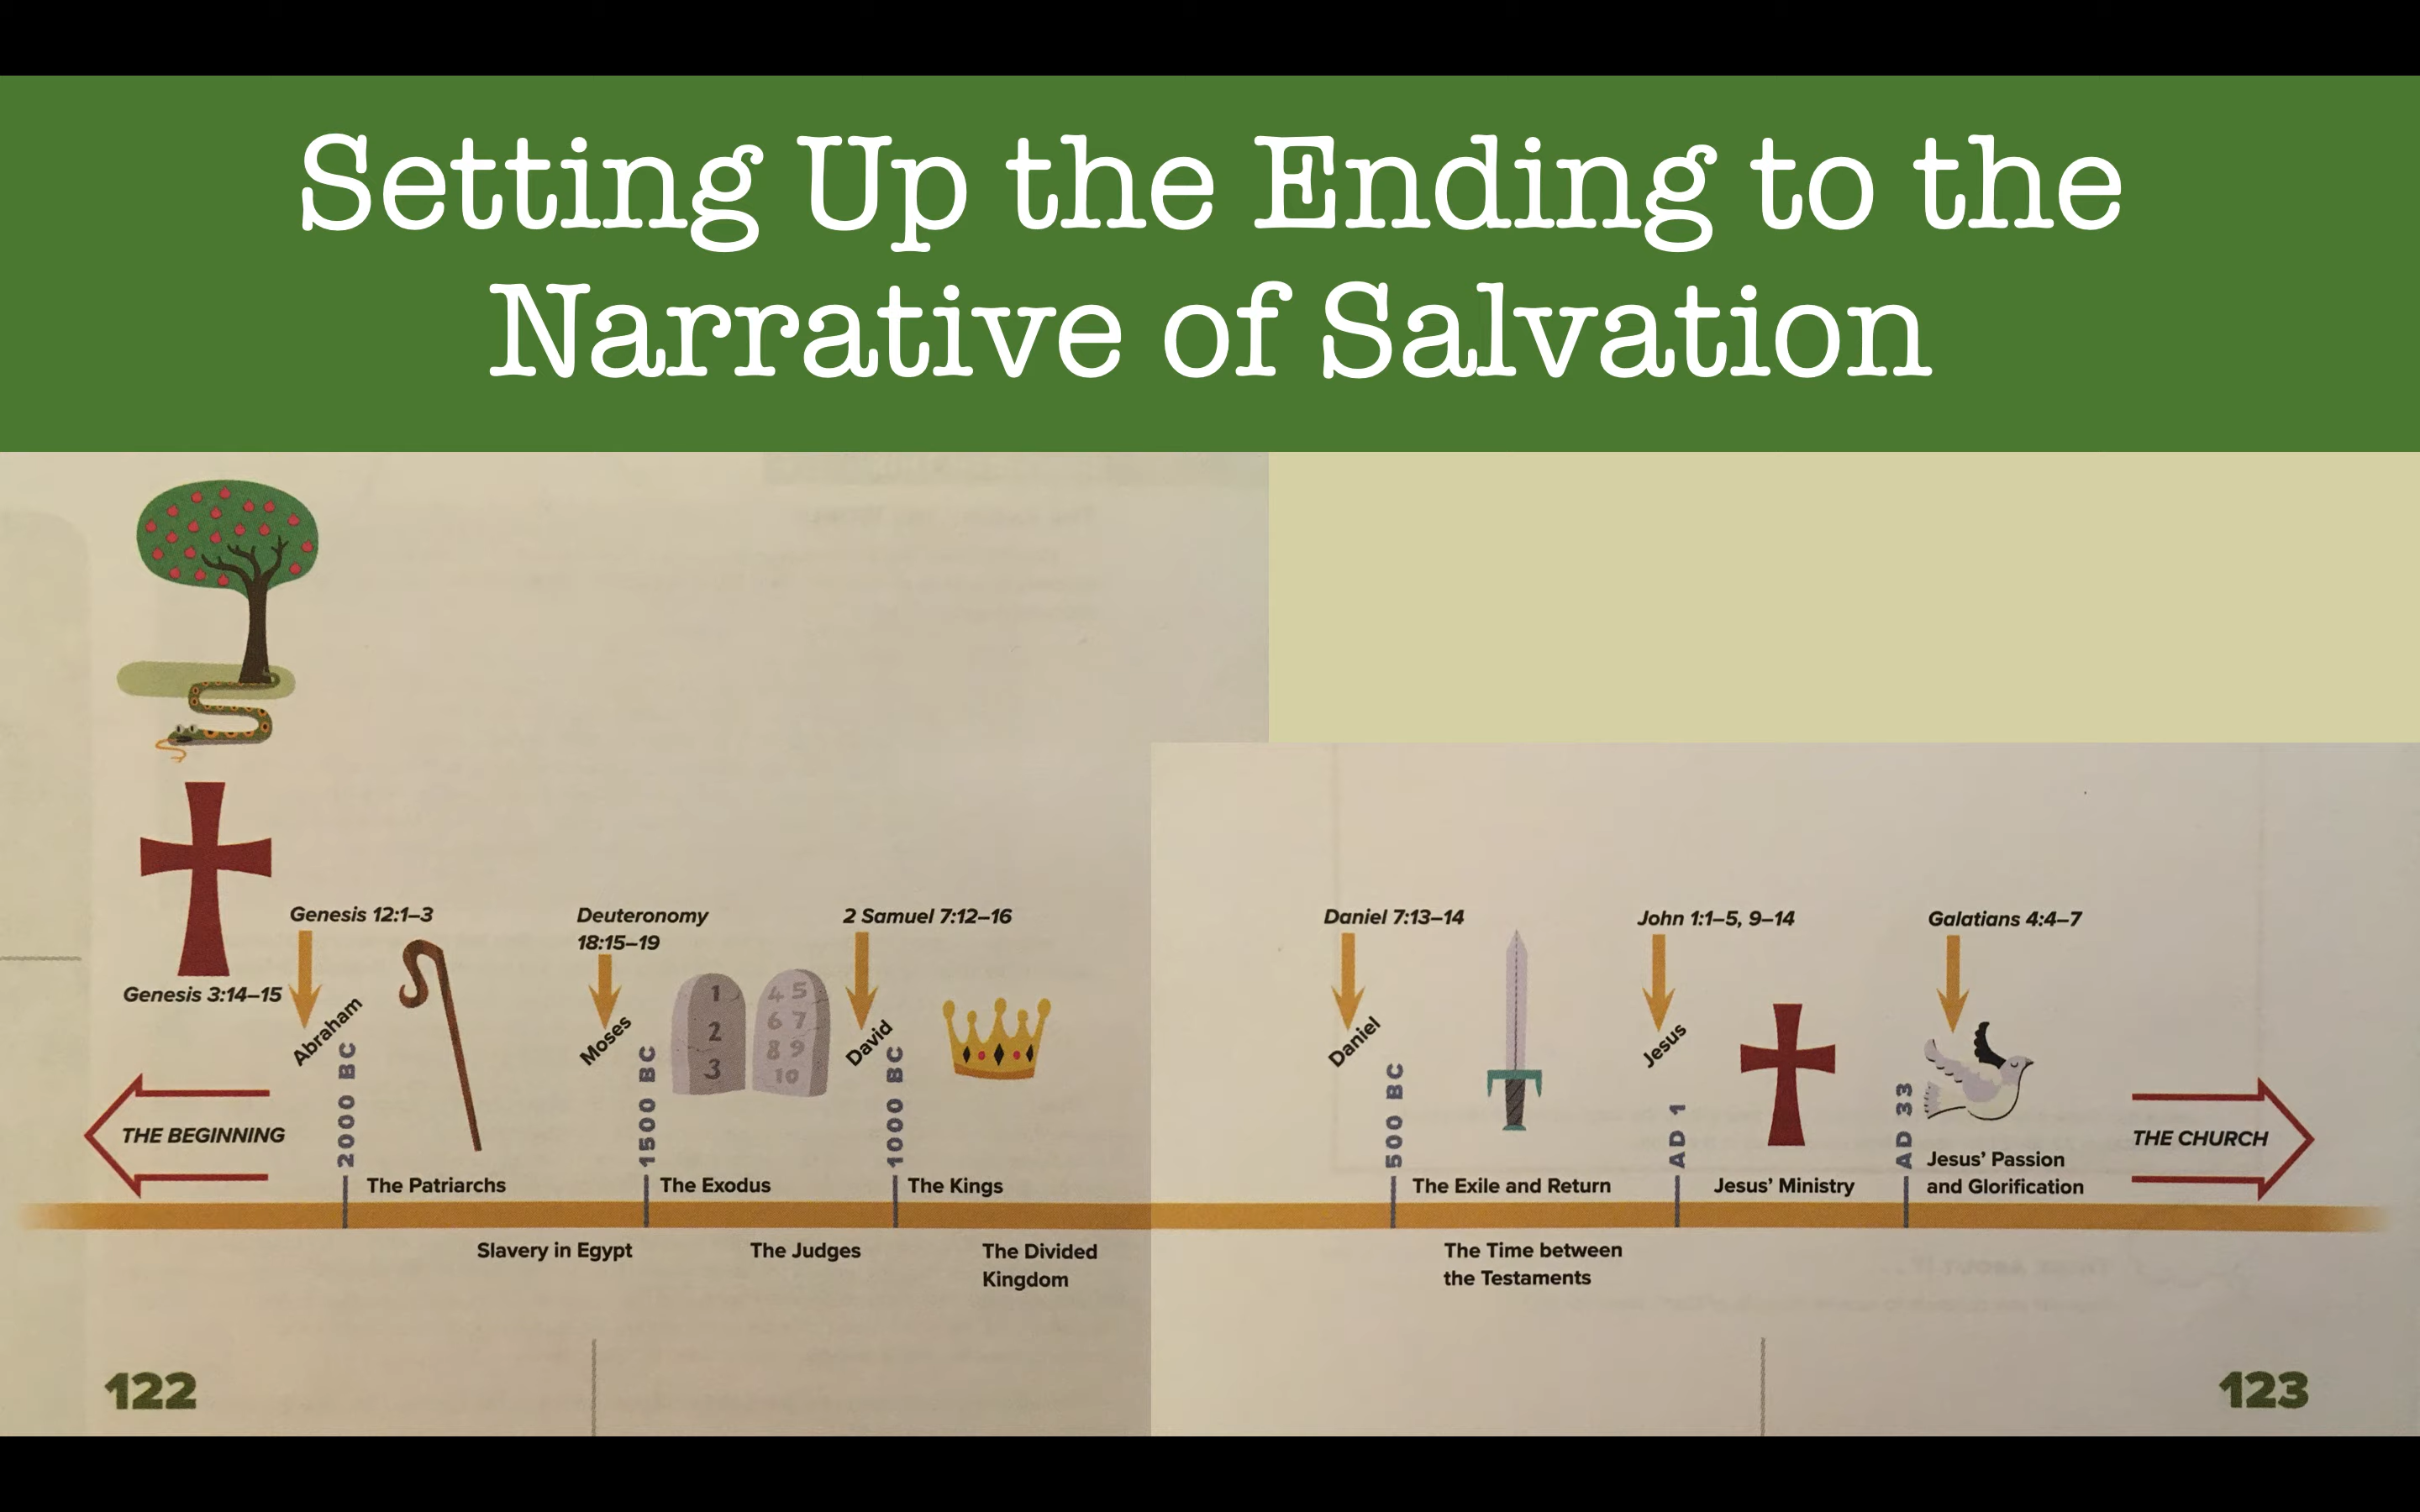 Setting Up the Ending to the
Narrative of Salvation
Genesis 3:14–15
THE BEGINNING
Genesis 12:1–3
Abraham
2000 BC
The Patriarchs
Slavery in Egypt
Deuteronomy
18:15–19
Moses
1500 BC
1
2
3
4 5
6 7
8 9
10
The Exodus
The Judges
2 Samuel 7:12–16
David
1000 BC
The Kings
The Divided
Kingdom
Daniel 7:13–14
Daniel
500 BC
The Exile and Return
The Time between
the Testaments
John 1:1–5, 9–14
Jesus
AD 1
Jesus' Ministry
Galatians 4:4–7
AD 33
Jesus' Passion
and Glorification
THE CHURCH
122
123